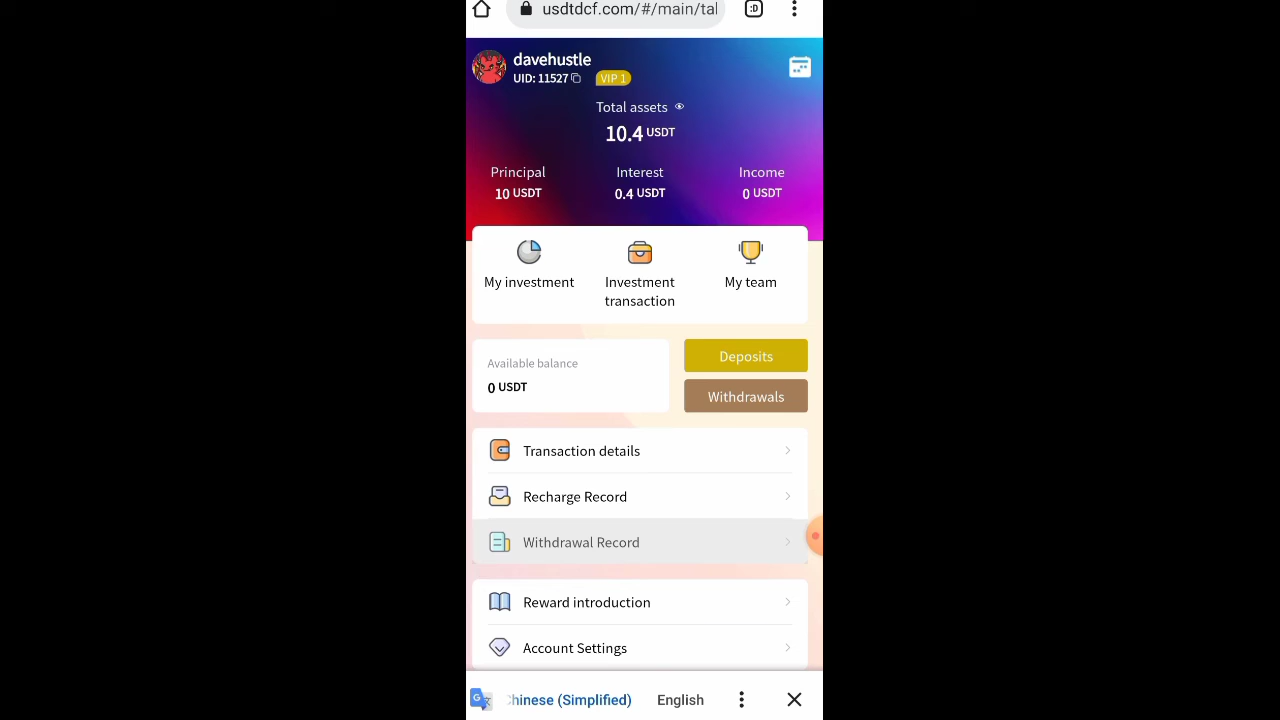 usdtdcf.com/#/main/tal
:D
davehustle
UID: 11527
VIP 1
Total assets
10.4 USDT
Principal
Interest
Income
10 USDT
0.4 USDT
0 USDT
My investment
Investment
transaction
My team
Available balance
0 USDT
Deposits
Withdrawals
Transaction details
Recharge Record
Withdrawal Record
Reward introduction
Account Settings
G
hinese (Simplified)
English